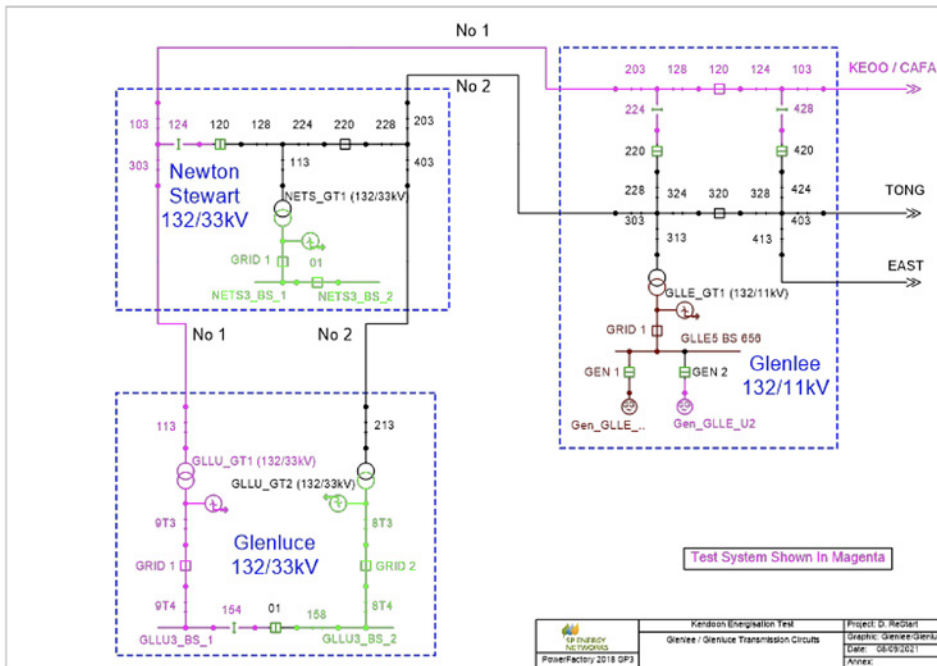 No 1
No 2
203 128 120 124 103
KEOO / CAFA
224
428
220
420
228 324 320 328 424
303
403
TONG
313
413
EAST
GLLE_GT1 (132/11kV)
GRID 1
GLLE5 BS 656
GEN 1
GEN 2
Gen_GLLE_..
Gen_GLLE_U2
Glenlee
132/11kV
103 124 120 128 224 220 228
203
303
403
113
Newton
Stewart
132/33kV
NETS_GT1 (132/33kV)
GRID 1 01
NETS3_BS_1
NETS3_BS_2
No 1
No 2
113
213
GLLU_GT1 (132/33kV)
GLLU_GT2 (132/33kV)
9T3
8T3
Glenluce
132/33kV
GRID 1
GRID 2
9T4
154 01 158
8T4
GLLU3_BS_1
GLLU3_BS_2
Test System Shown In Magenta
SP ENERGY
NETWORKS
PowerFactory 2018 SP3
Kendoon Energisation Test
Glenlee / Glenluce Transmission Circuits
Project: D. ReStart
Graphic: Glenlee/Glenlu
Date: 08/09/2021
Annex: